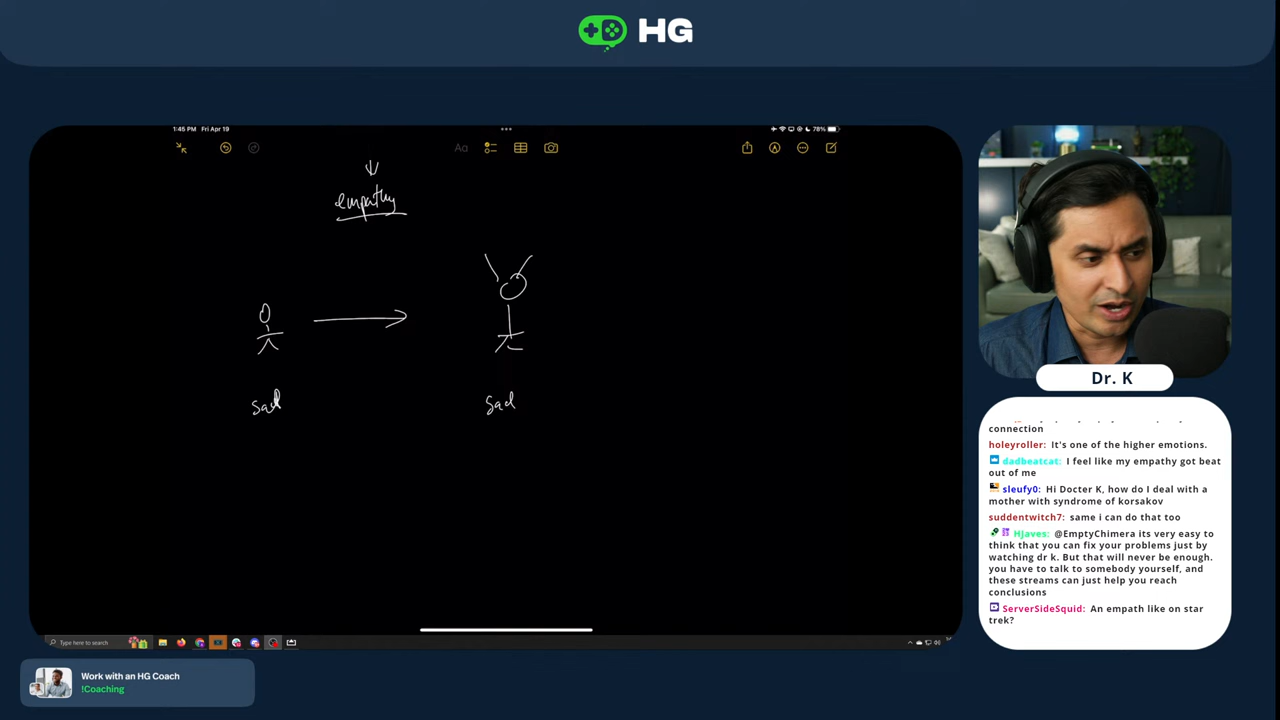 HG
1:45 PM Fri Apr 19
78%
Aa
empathy
sad
sad
Dr. K
connection
holeyroller: It's one of the higher emotions.
dadbeatcat: I feel like my empathy got beat
out of me
sleufy0: Hi Docter K, how do I deal with a
mother with syndrome of korsakov
suddentwitch7: same i can do that too
HJaves: @EmptyChimera its very easy to
think that you can fix your problems just by
watching dr k. But that will never be enough.
you have to talk to somebody yourself, and
these streams can just help you reach
conclusions
ServerSideSquid: An empath like on star
trek?
Type here to search
Work with an HG Coach
!Coaching